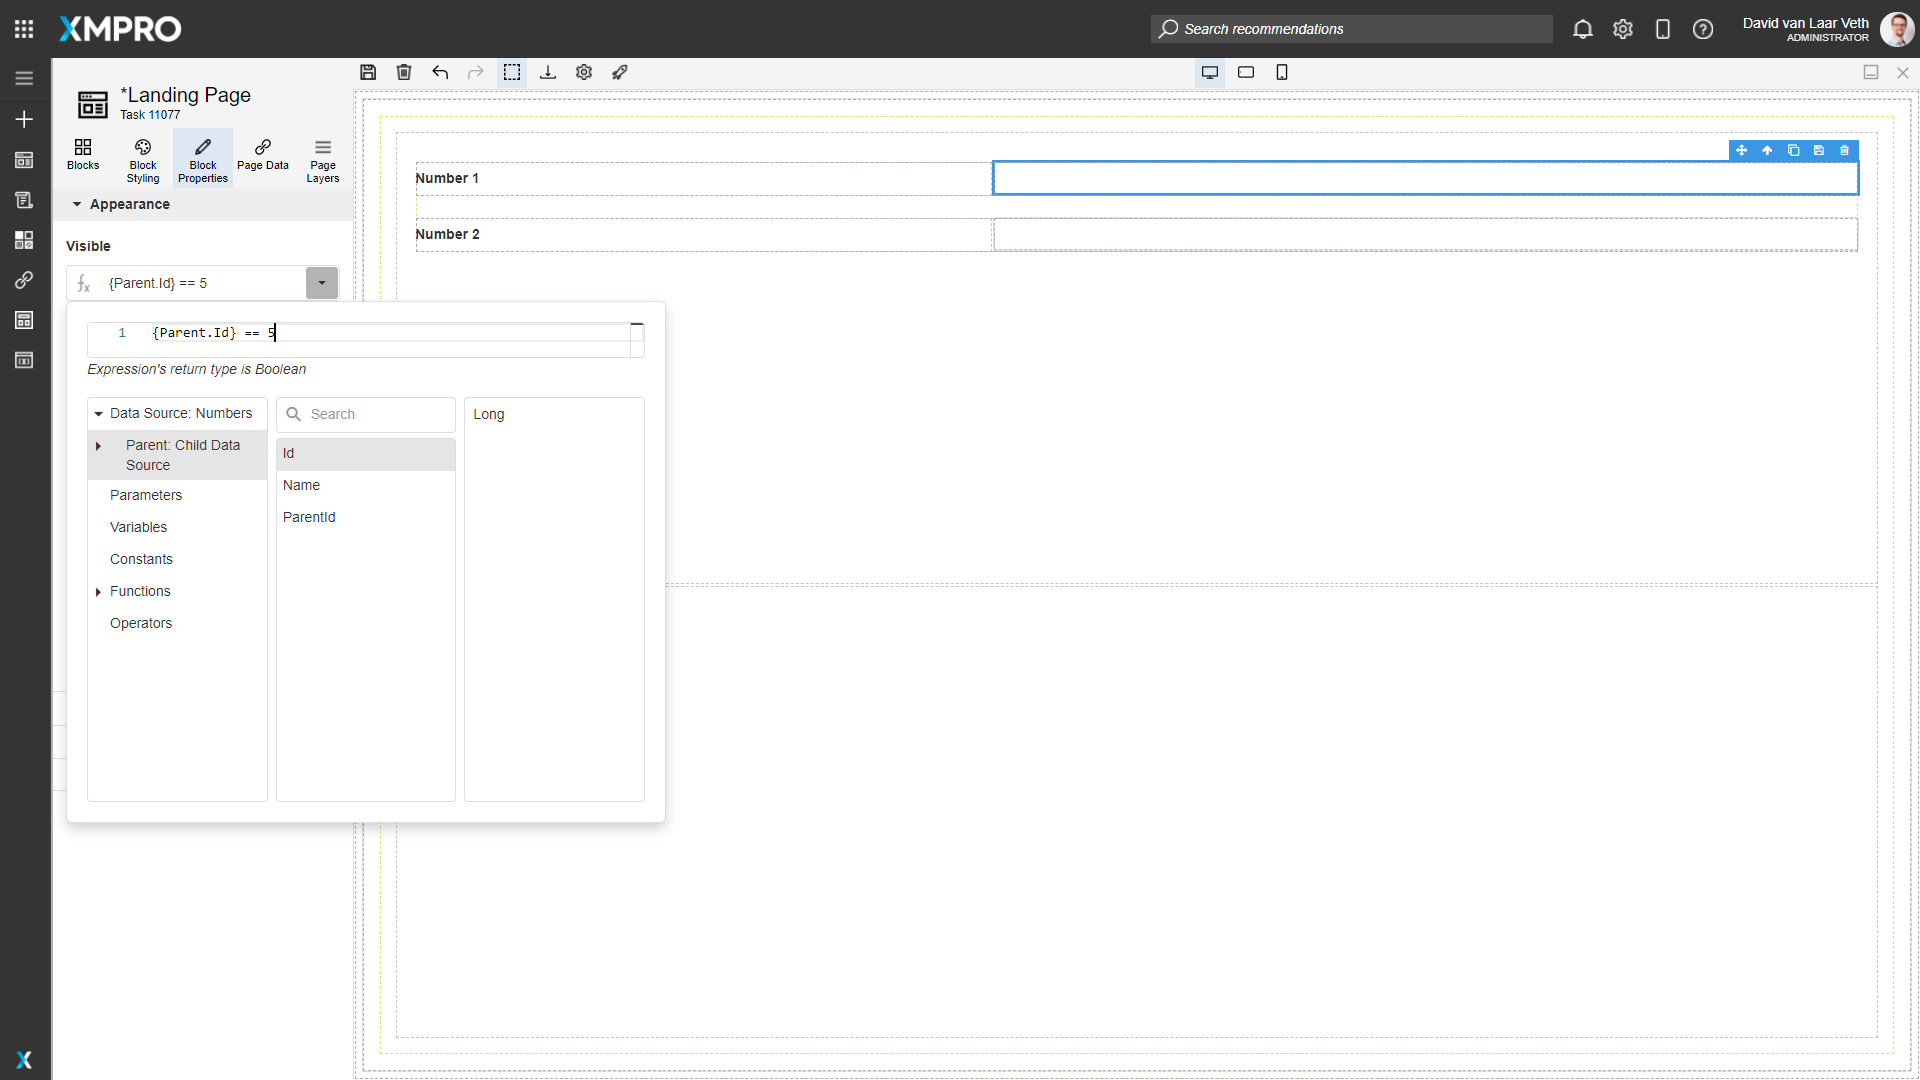 XMPRO
Search recommendations
David van Laar Veth
ADMINISTRATOR
*Landing Page
Task 11077
Blocks
Block Styling
Block Properties
Page Data
Page Layers
Appearance
Visible
fx {Parent.Id} == 5
1 {Parent.Id} == 5
Expression's return type is Boolean
Data Source: Numbers
Parent: Child Data
Source
Parameters
Variables
Constants
Functions
Operators
Search
Id
Name
ParentId
Long
Number 1
Number 2